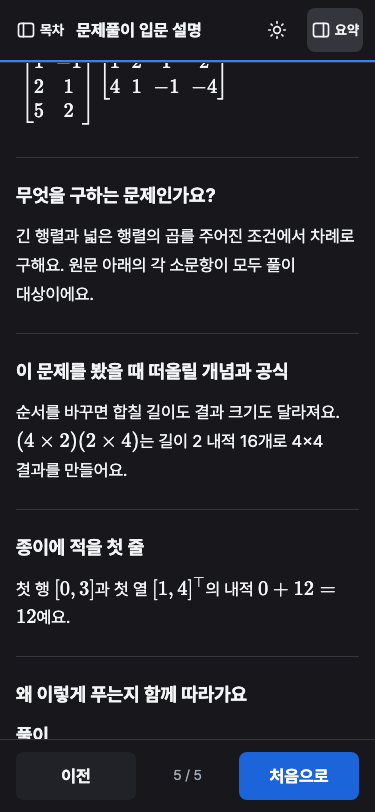 목차 문제풀이 입문 설명 요약
2 1 4 1 −1 −4
5 2
무엇을 구하는 문제인가요?
긴 행렬과 넓은 행렬의 곱를 주어진 조건에서 차례로
구해요. 원문 아래의 각 소문항이 모두 풀이
대상이에요.
이 문제를 봤을 때 떠올릴 개념과 공식
순서를 바꾸면 합칠 길이도 결과 크기도 달라져요.
(4 × 2)(2 × 4)는 길이 2 내적 16개로 4×4
결과를 만들어요.
종이에 적을 첫 줄
첫 행 [0, 3]과 첫 열 [1, 4]⊤의 내적 0 + 12 =
12예요.
왜 이렇게 푸는지 함께 따라가요
풀이
이전 5 / 5 처음으로